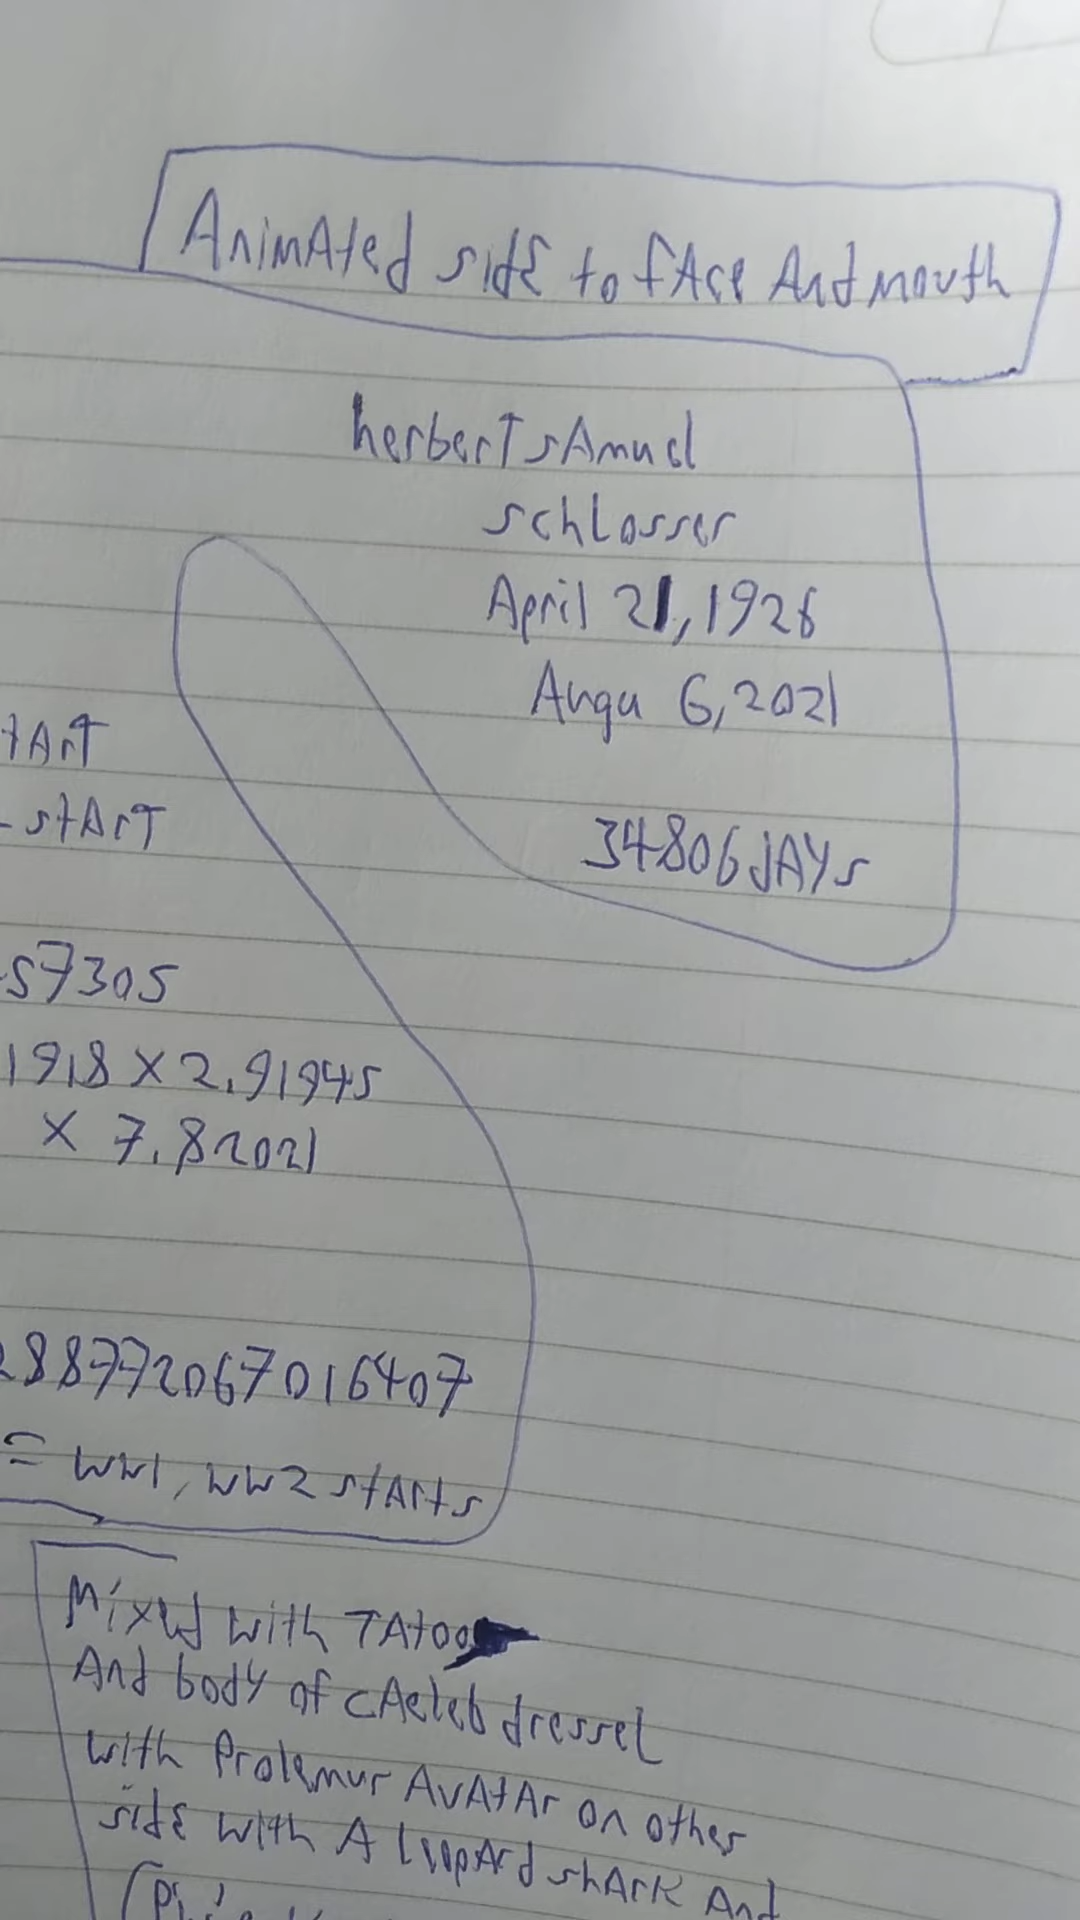 AnimAted side to fAce And mouth
herberT sAmuel
schlosser
April 21, 1926
Augu 6, 2021
tArT
-stArT
34806 dAYs
57305
1918 X 2.91945
X 7.82021
88772067016407
= WW1, WW2 stArts
Mixed with TAtoo
And body of cAeleb dressel
with Prolemur AvAtAr on other
side with A leopArd shArk And